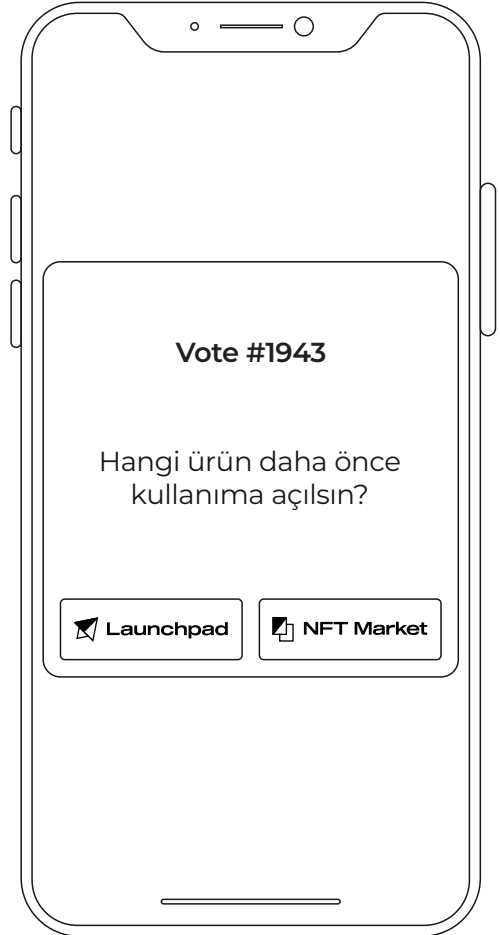 Vote #1943
Hangi ürün daha önce
kullanıma açılsın?
Launchpad
NFT Market